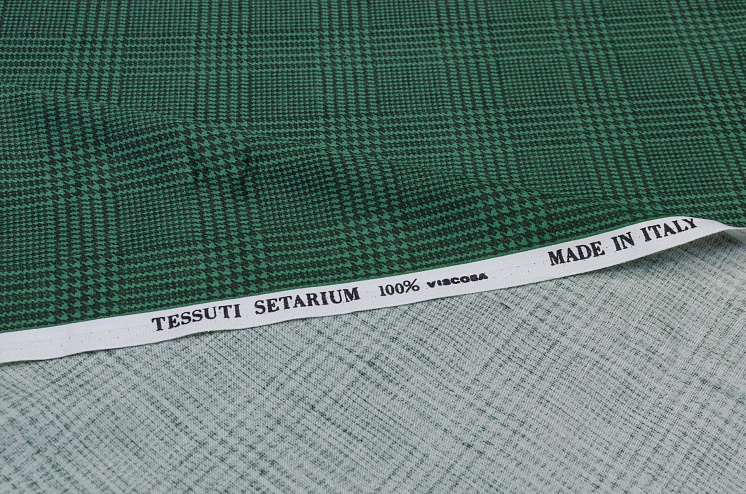 TESSUTI SETARIUM 100% VISCOSA MADE IN ITALY